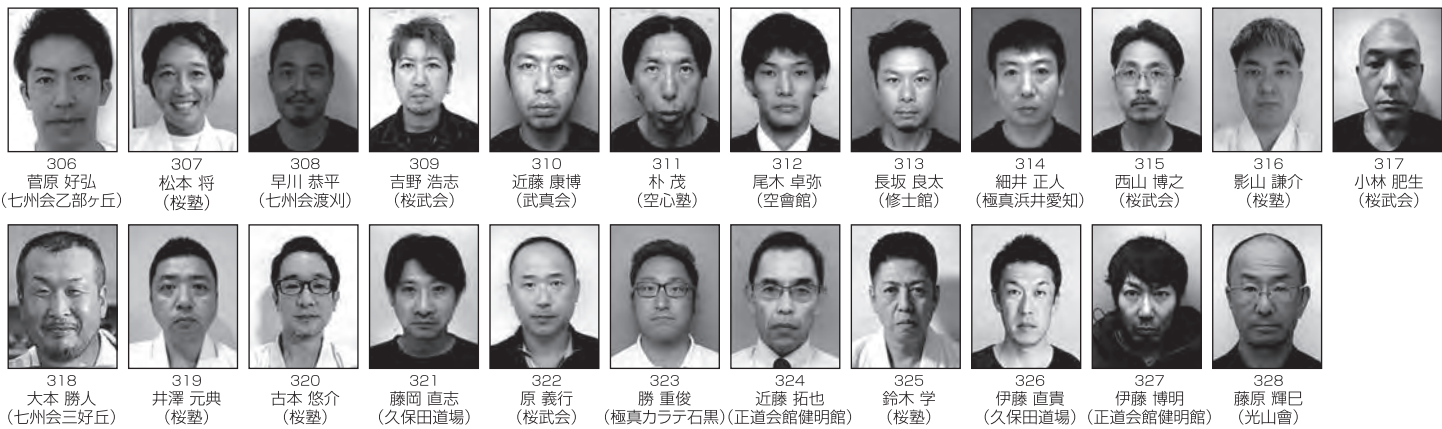 306 307 308 309 310 311 312 313 314 315 316 317
菅原 好弘 松本 将 早川 恭平 吉野 浩志 近藤 康博 朴 茂 尾木 卓弥 長坂 良太 細井 正人 西山 博之 影山 謙介 小林 肥生
（七州会乙部ヶ丘） （桜塾） （七州会渡刈） （桜武会） （武真会） （空心塾） （空會館） （修士館） （極真浜井愛知） （桜武会） （桜塾） （桜武会）
318 319 320 321 322 323 324 325 326 327 328
大本 勝人 井澤 元典 古本 悠介 藤岡 直志 原 義行 勝 重俊 近藤 拓也 鈴木 学 伊藤 直貴 伊藤 博明 藤原 輝巳
（七州会三好丘） （桜塾） （桜塾） （久保田道場） （桜武会） （極真カラテ石黒） （正道会館健明館） （桜塾） （久保田道場） （正道会館健明館） （光山會）